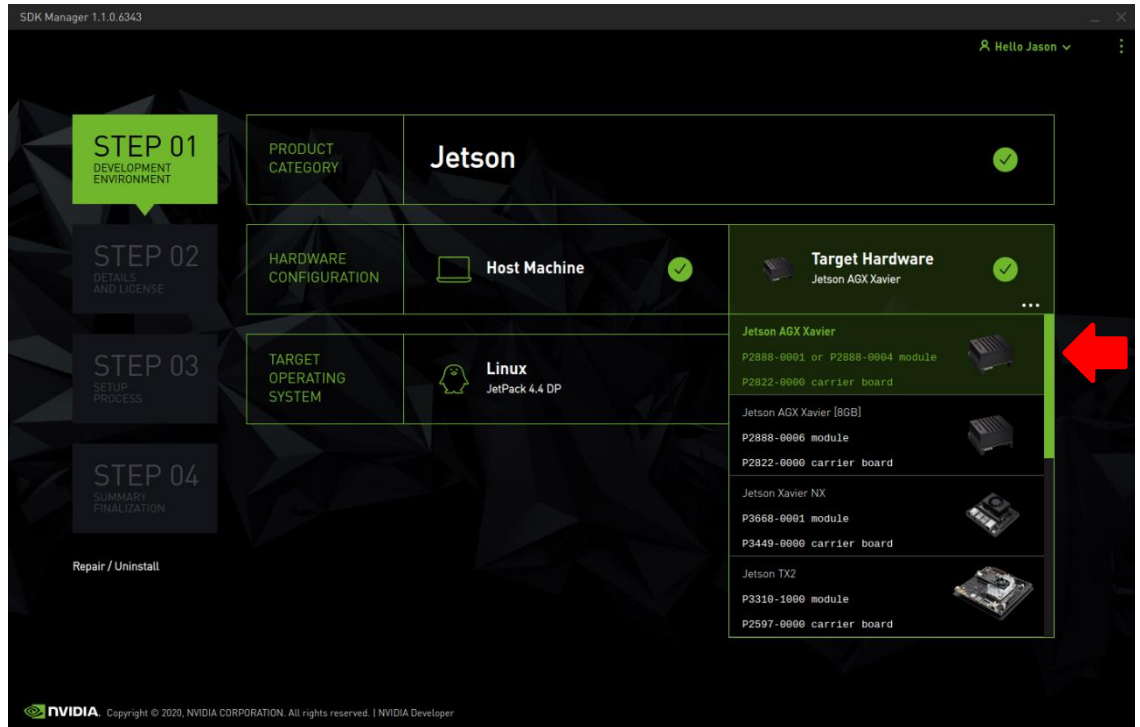 SDK Manager 1.1.0.6343
Hello Jason
STEP 01
DEVELOPMENT
ENVIRONMENT
PRODUCT
CATEGORY
Jetson
STEP 02
DETAILS
AND LICENSE
HARDWARE
CONFIGURATION
Host Machine
Target Hardware
Jetson AGX Xavier
...
Jetson AGX Xavier
P2888-0001 or P2888-0004 module
P2822-0000 carrier board
Jetson AGX Xavier [8GB]
P2888-0006 module
P2822-0000 carrier board
Jetson Xavier NX
P3668-0001 module
P3449-0000 carrier board
Jetson TX2
P3310-1000 module
P2597-0000 carrier board
STEP 03
SETUP
PROCESS
TARGET
OPERATING
SYSTEM
Linux
JetPack 4.4 DP
STEP 04
SUMMARY
FINALIZATION
Repair / Uninstall
NVIDIA. Copyright © 2020, NVIDIA CORPORATION. All rights reserved. | NVIDIA Developer